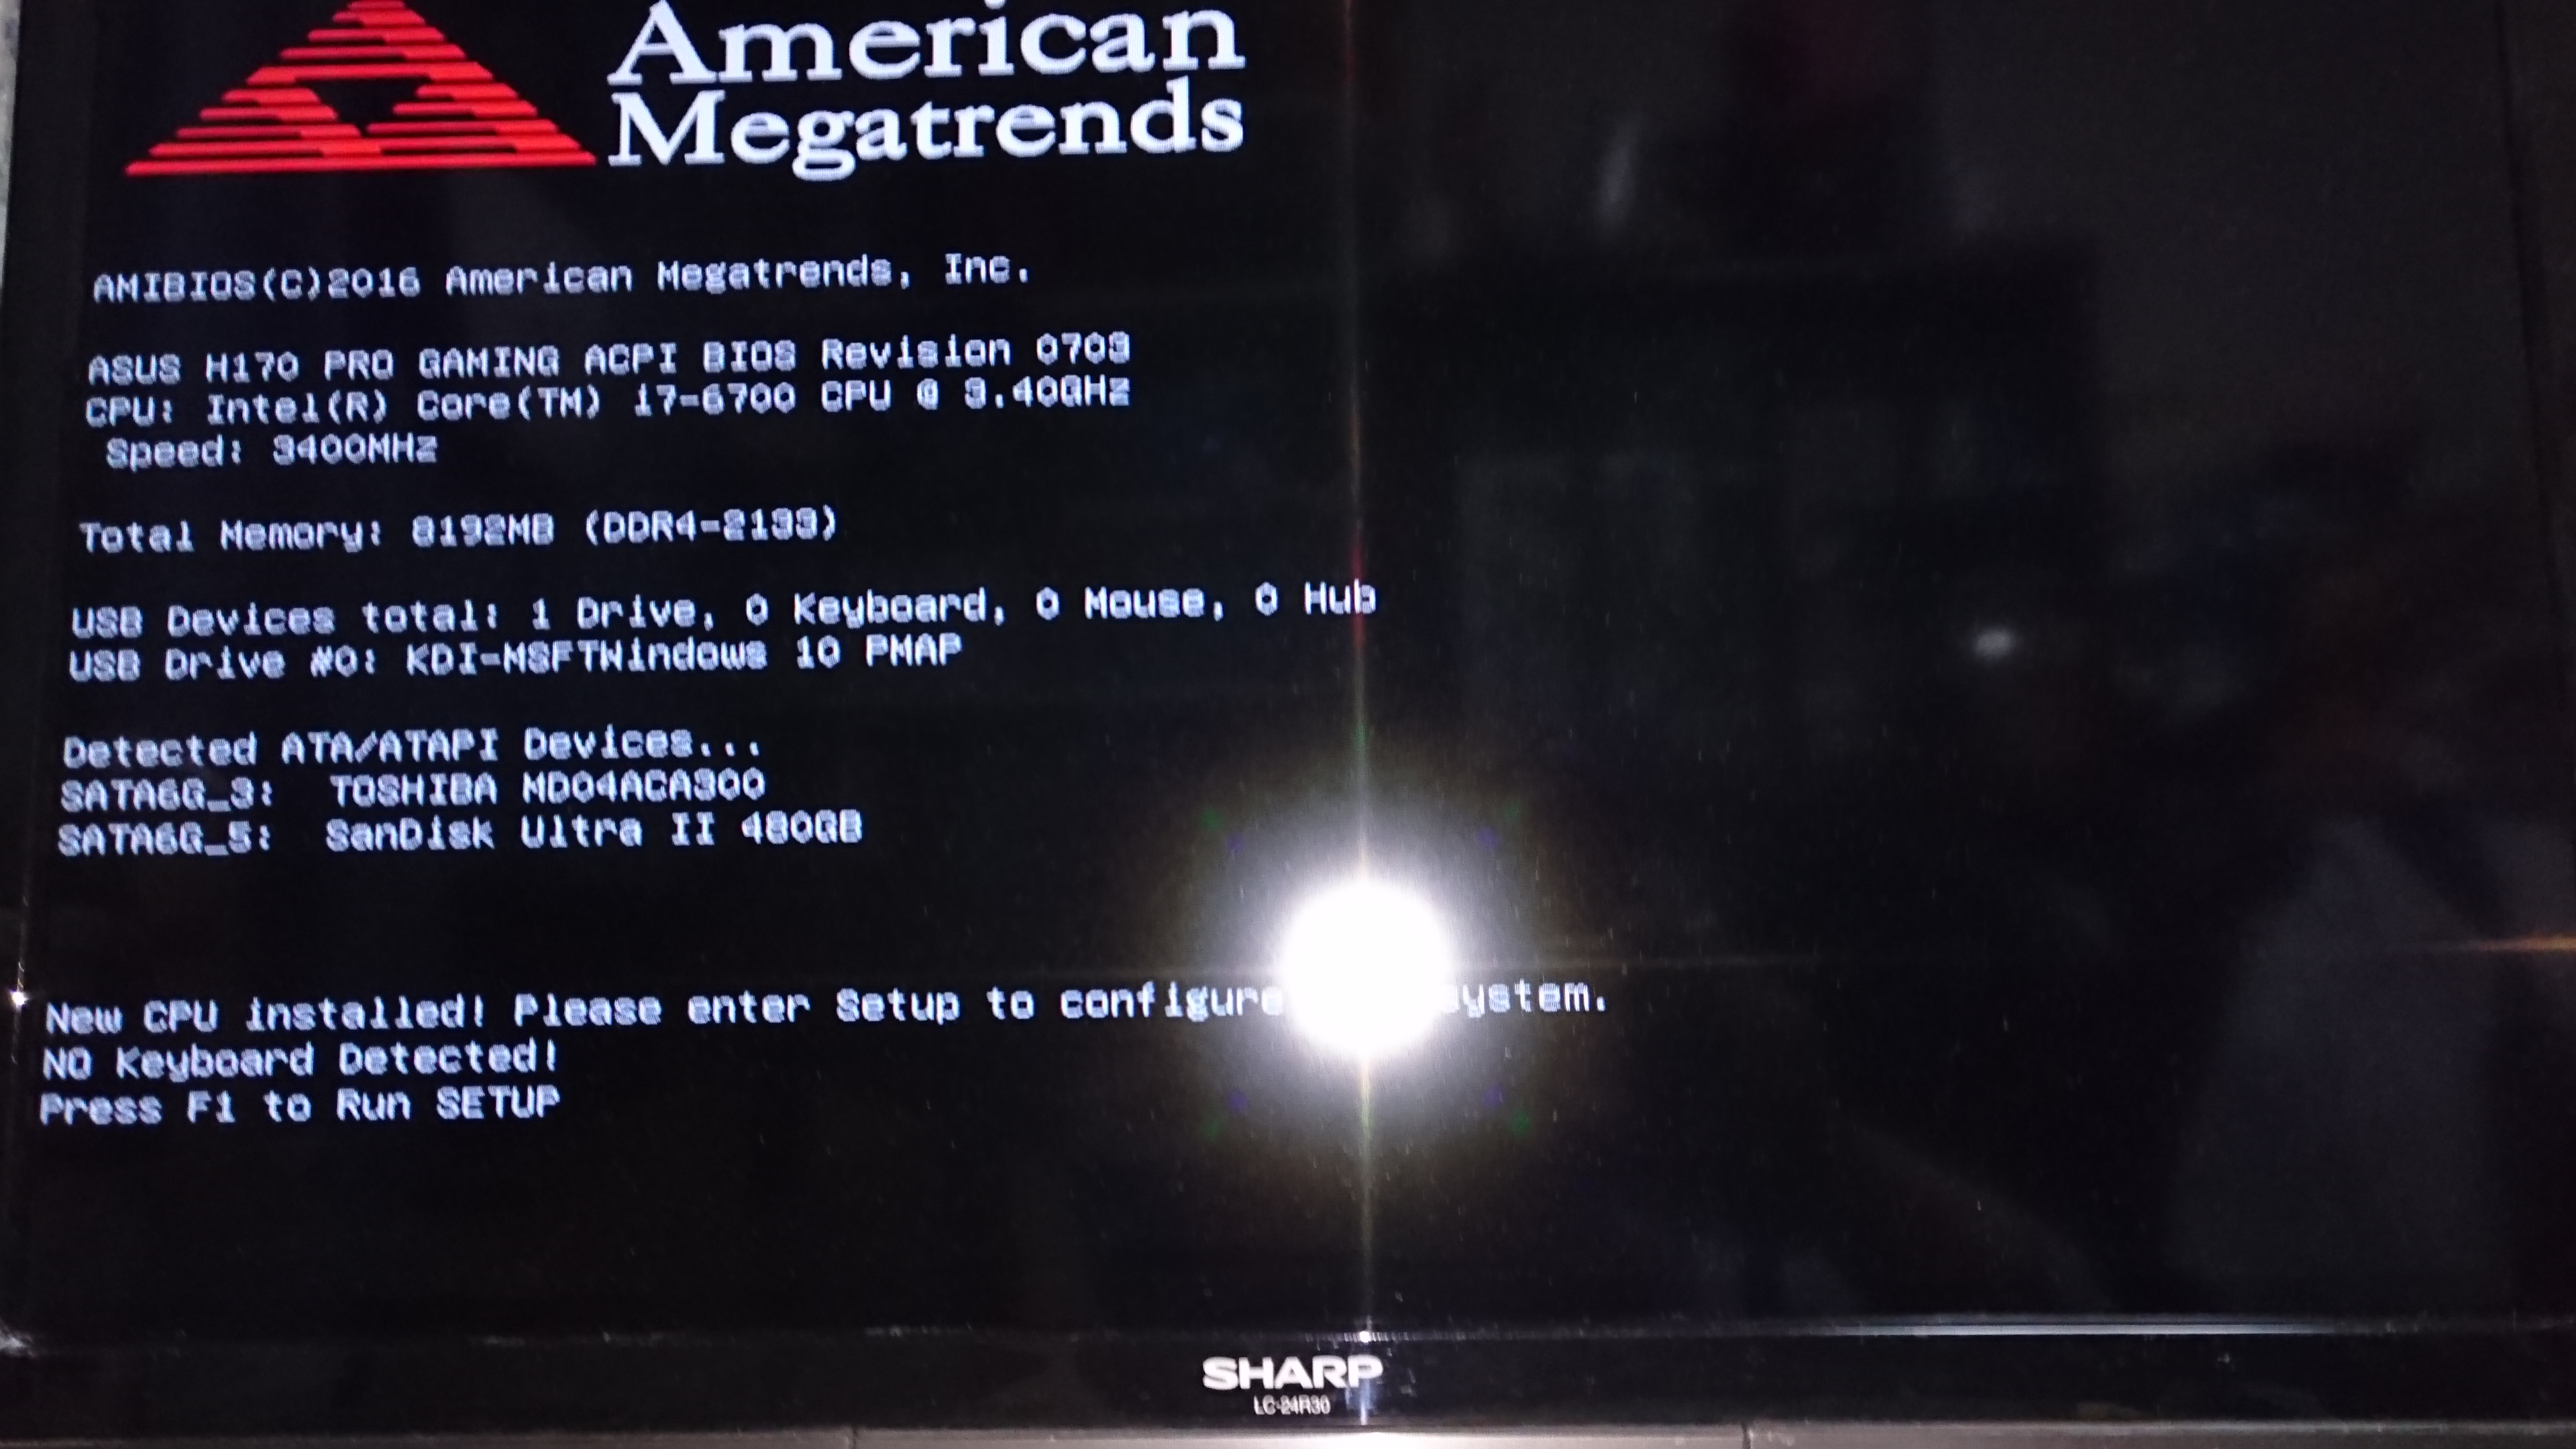 American
Megatrends
AMIBIOS(C)2016 American Megatrends, Inc.
ASUS H170 PRO GAMING ACPI BIOS Revision 0703
CPU: Intel(R) Core(TM) i7-6700 CPU @ 3.40GHz
Speed: 3400MHz
Total Memory: 8192MB (DDR4-2133)
USB Devices total: 1 Drive, 0 Keyboard, 0 Mouse, 0 Hub
USB Drive #0: KDI-MSFTWindows 10 PMAP
Detected ATA/ATAPI Devices...
SATA6G_3: TOSHIBA MD04ACA300
SATA6G_5: SanDisk Ultra II 480GB
New CPU installed! Please enter Setup to configure system.
NO Keyboard Detected!
Press F1 to Run SETUP
SHARP
LC-24R30